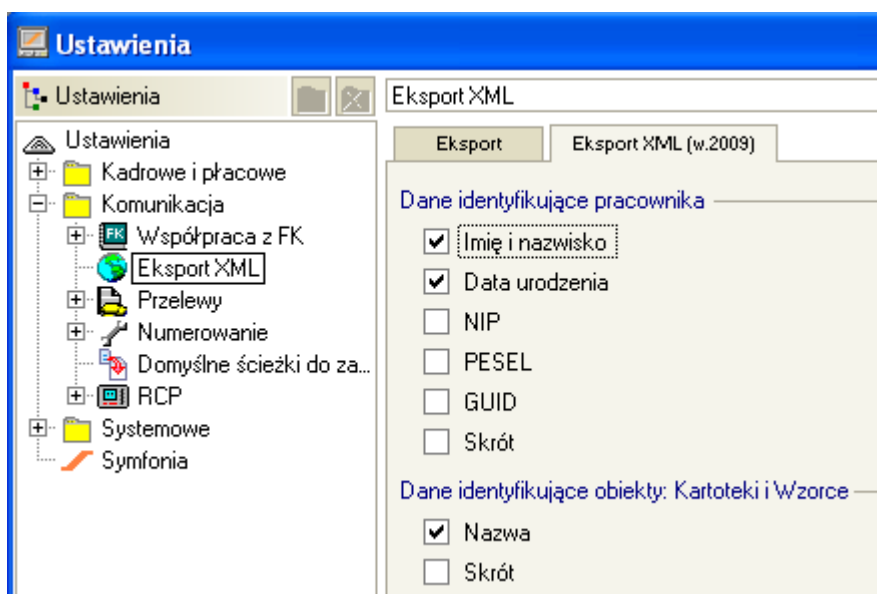 Ustawienia
Ustawienia
Eksport XML
Ustawienia
Kadrowe i płacowe
Komunikacja
FK Współpraca z FK
Eksport XML
Przelewy
Numerowanie
Domyślne ścieżki do za...
RCP
Systemowe
Symfonia
Eksport
Eksport XML (w.2009)
Dane identyfikujące pracownika
Imię i nazwisko
Data urodzenia
NIP
PESEL
GUID
Skrót
Dane identyfikujące obiekty: Kartoteki i Wzorce
Nazwa
Skrót